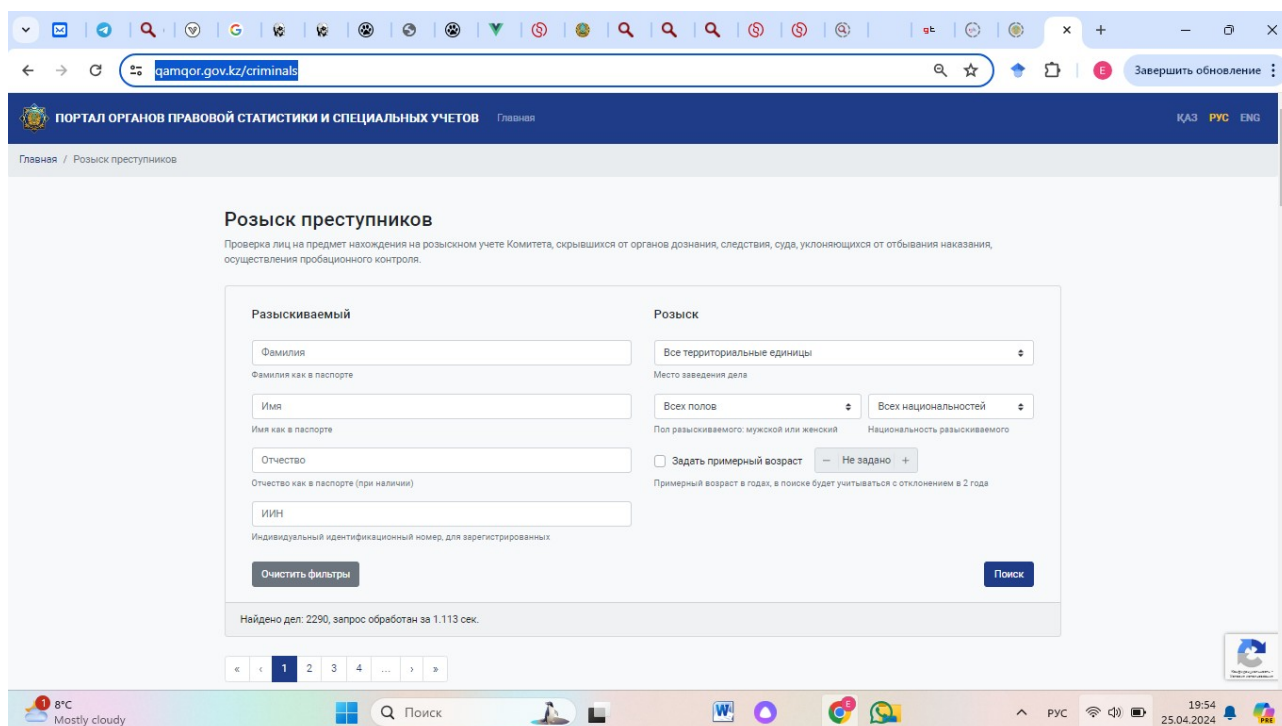 qamqor.gov.kz/criminals
Завершить обновление
ПОРТАЛ ОРГАНОВ ПРАВОВОЙ СТАТИСТИКИ И СПЕЦИАЛЬНЫХ УЧЕТОВ Главная ҚАЗ РУС ENG
Главная / Розыск преступников
Розыск преступников
Проверка лиц на предмет нахождения на розыскном учете Комитета, скрывшихся от органов дознания, следствия, суда, уклоняющихся от отбывания наказания,
осуществления пробационного контроля.
Разыскиваемый
Фамилия
Фамилия как в паспорте
Имя
Имя как в паспорте
Отчество
Отчество как в паспорте (при наличии)
ИИН
Индивидуальный идентификационный номер, для зарегистрированных
Очистить фильтры
Розыск
Все территориальные единицы
Место заведения дела
Всех полов Всех национальностей
Пол разыскиваемого: мужской или женский Национальность разыскиваемого
Задать примерный возраст − Не задано +
Примерный возраст в годах, в поиске будет учитываться с отклонением в 2 года
Поиск
Найдено дел: 2290, запрос обработан за 1.113 сек.
« ‹ 1 2 3 4 ... › »
1 8°C
Mostly cloudy
Поиск
РУС
19:54
25.04.2024
PRE